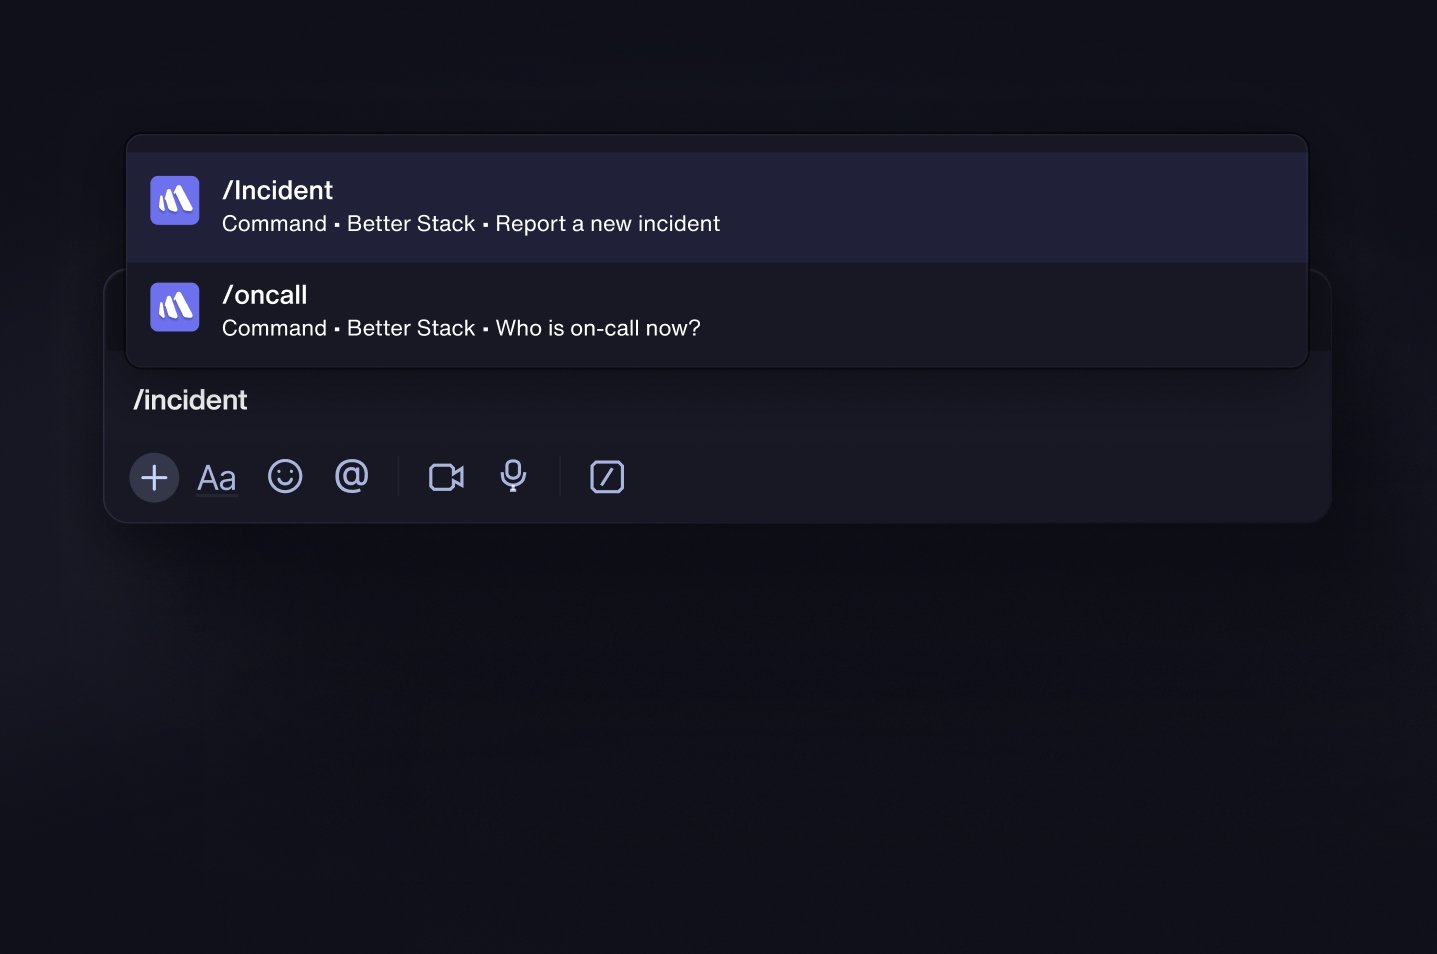 /Incident
Command • Better Stack • Report a new incident
/oncall
Command • Better Stack • Who is on-call now?
/incident
Aa
@